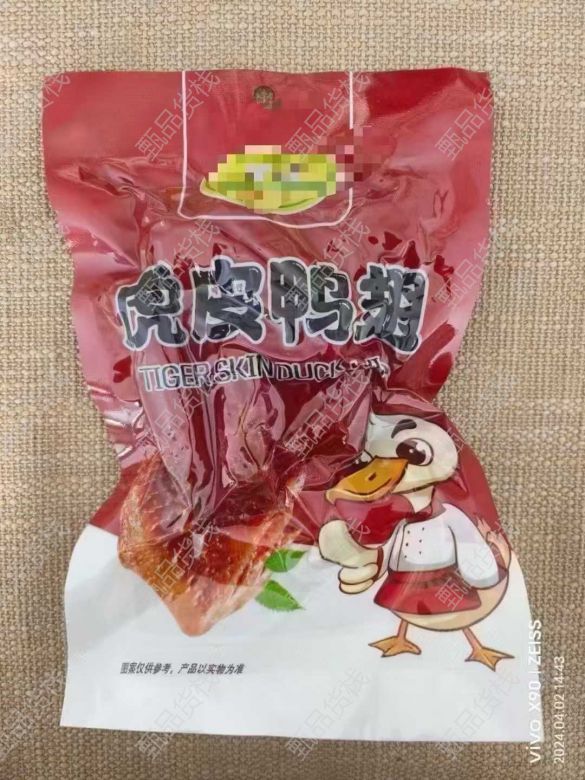 虎皮鸭翅
TIGER SKIN DUCK
图案仅供参考，产品以实物为准
vivo X90 | ZEISS
2024.04.02 14:43
甄品货栈